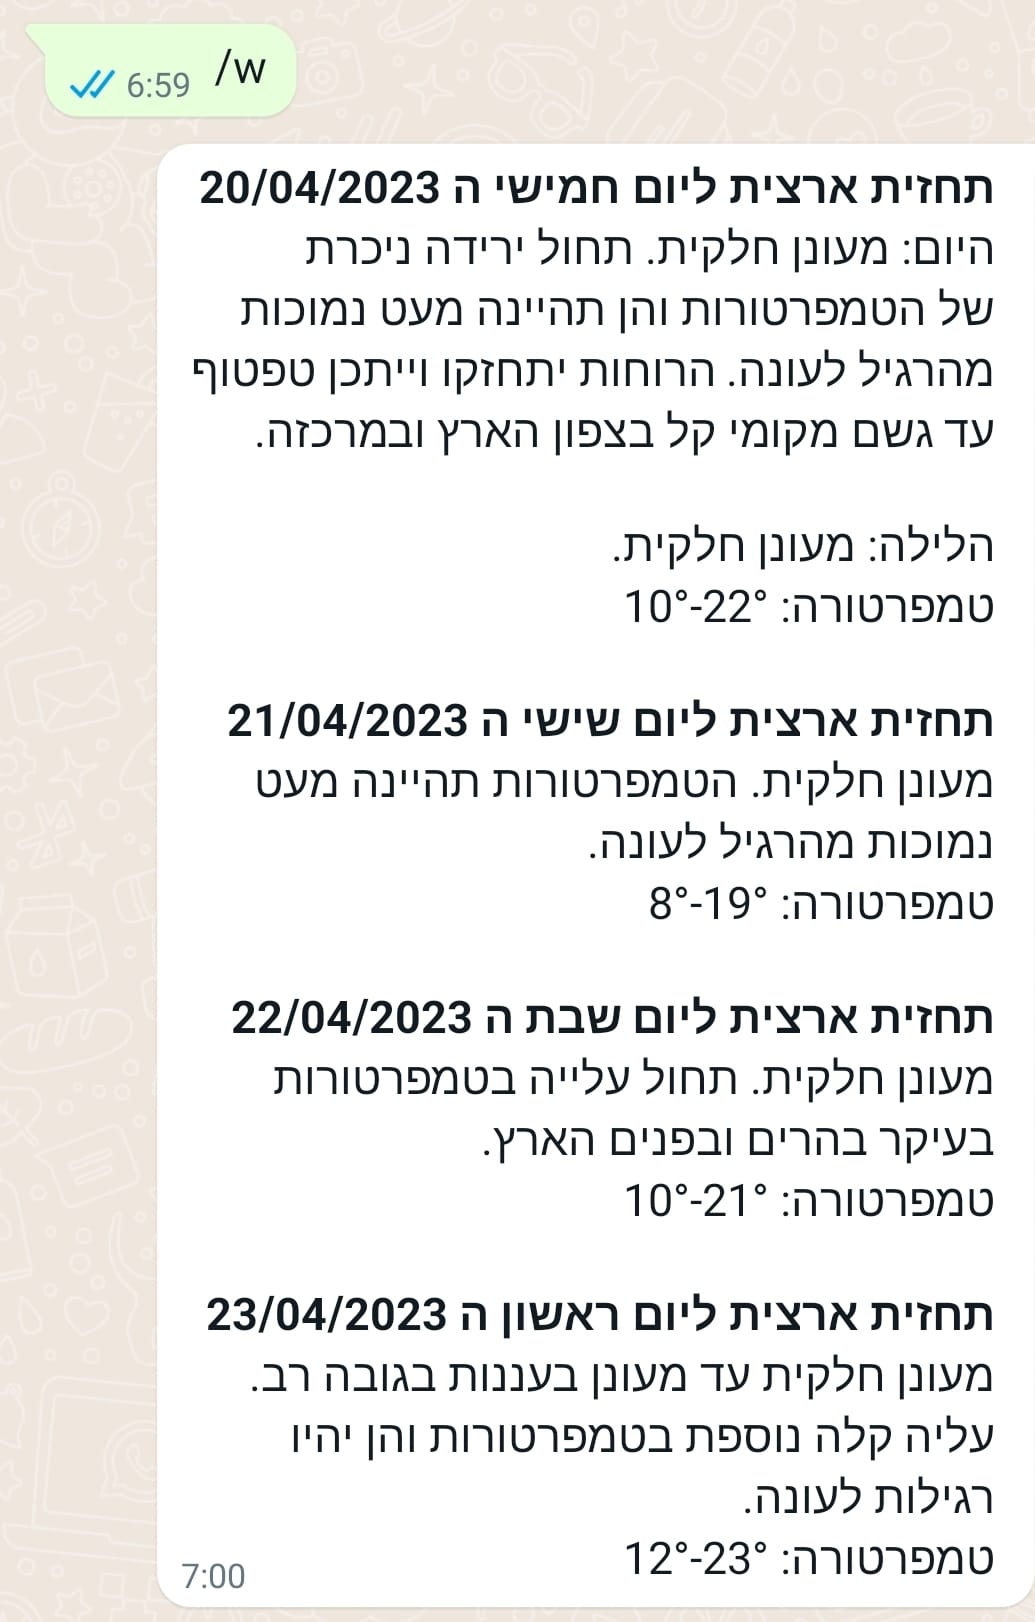 /w
6:59
תחזית ארצית ליום חמישי ה 20/04/2023
היום: מעונן חלקית. תחול ירידה ניכרת
של הטמפרטורות והן תהיינה מעט נמוכות
מהרגיל לעונה. הרוחות יתחזקו וייתכן טפטוף
עד גשם מקומי קל בצפון הארץ ובמרכזה.
הלילה: מעונן חלקית.
טמפרטורה: 10°-22°
תחזית ארצית ליום שישי ה 21/04/2023
מעונן חלקית. הטמפרטורות תהיינה מעט
נמוכות מהרגיל לעונה.
טמפרטורה: 8°-19°
תחזית ארצית ליום שבת ה 22/04/2023
מעונן חלקית. תחול עלייה בטמפרטורות
בעיקר בהרים ובפנים הארץ.
טמפרטורה: 10°-21°
תחזית ארצית ליום ראשון ה 23/04/2023
מעונן חלקית עד מעונן בעננות בגובה רב.
עליה קלה נוספת בטמפרטורות והן יהיו
רגילות לעונה.
טמפרטורה: 12°-23°
7:00